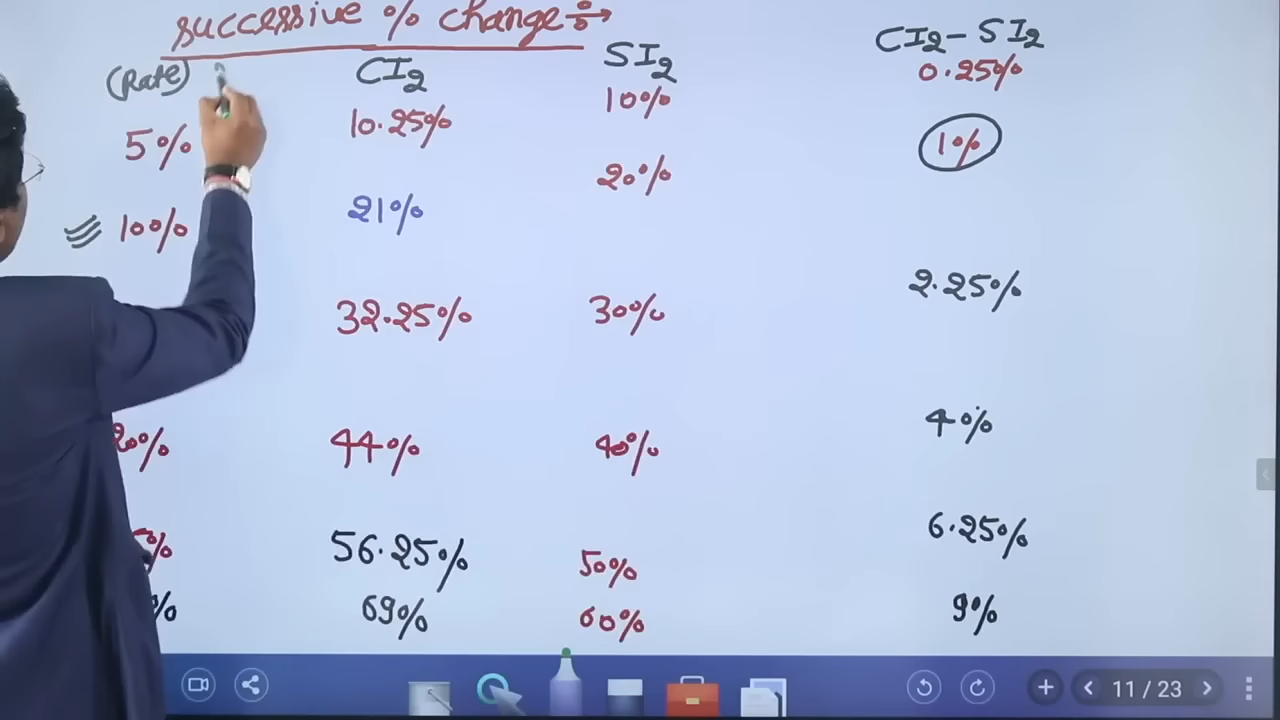 successive % change
(Rate) CI2 SI2 CI2 - SI2
5% 10.25% 10% 0.25%
10% 21% 20% 1%
32.25% 30% 2.25%
20% 44% 40% 4%
% 56.25% 50% 6.25%
% 69% 60% 9%
11 / 23